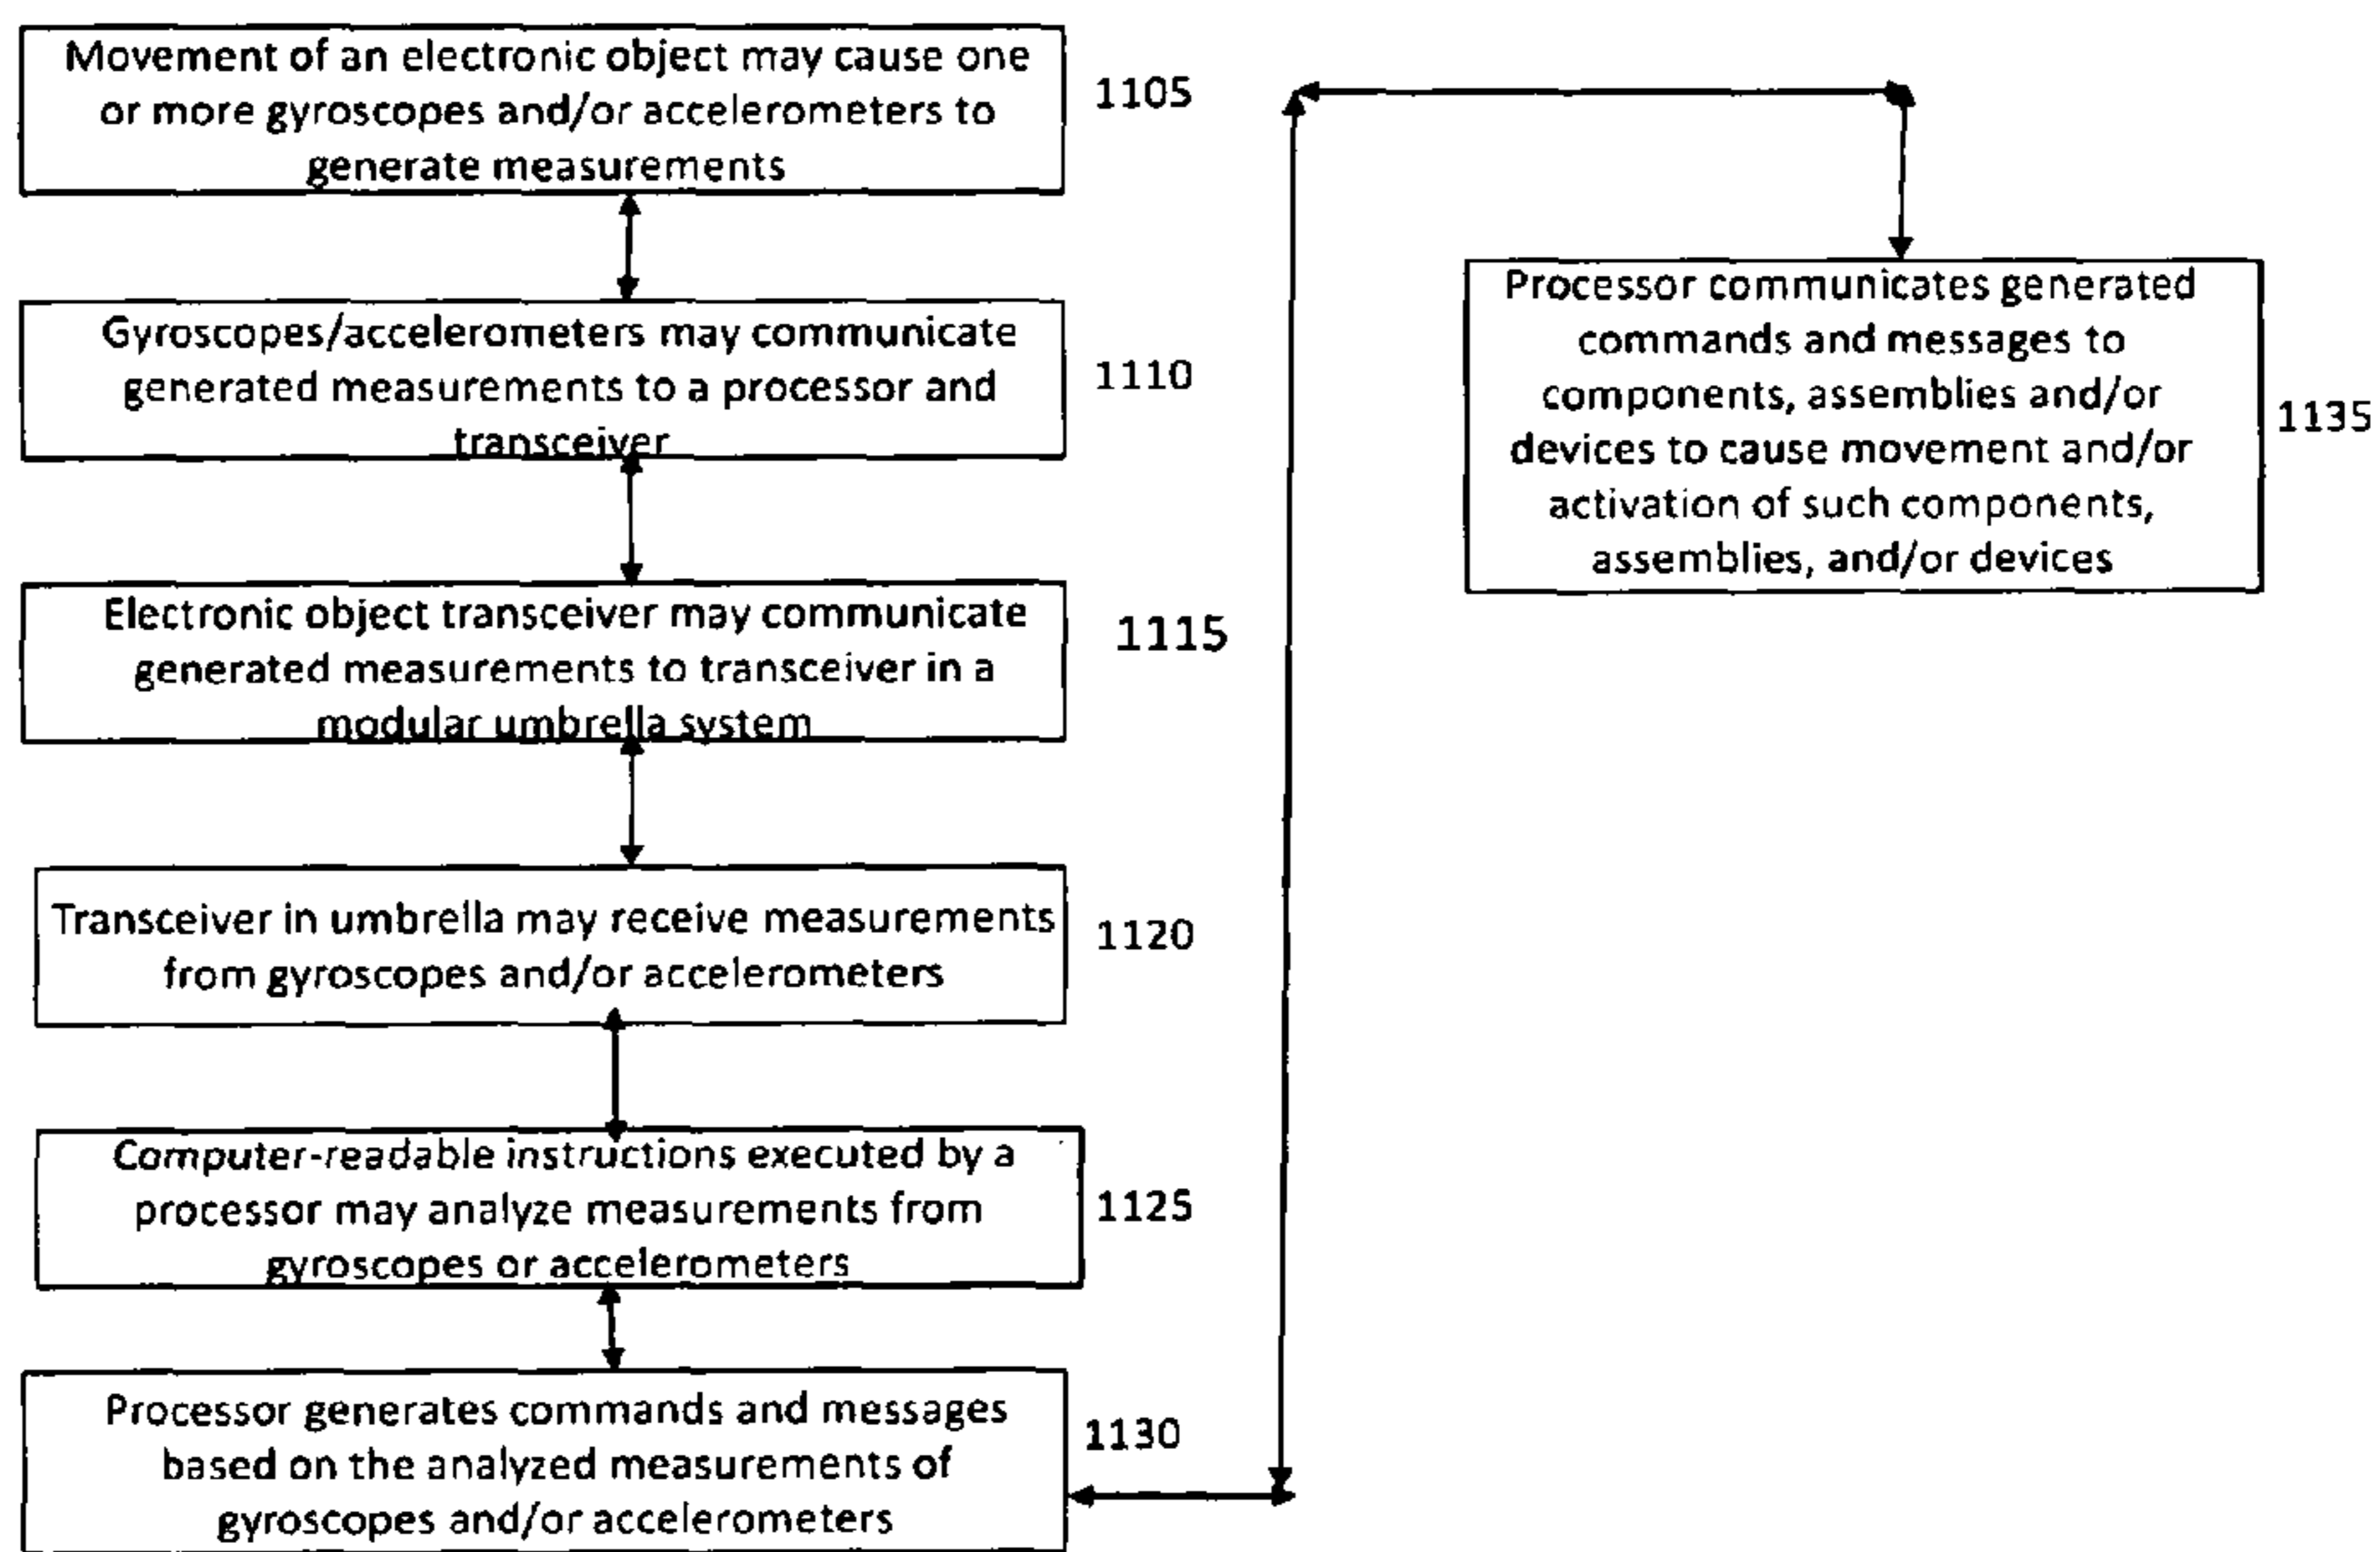 Movement of an electronic object may cause one
or more gyroscopes and/or accelerometers to
generate measurements
1105
Gyroscopes/accelerometers may communicate
generated measurements to a processor and
transceiver
1110
Electronic object transceiver may communicate
generated measurements to transceiver in a
modular umbrella system
1115
Transceiver in umbrella may receive measurements
from gyroscopes and/or accelerometers
1120
Computer-readable instructions executed by a
processor may analyze measurements from
gyroscopes or accelerometers
1125
Processor generates commands and messages
based on the analyzed measurements of
gyroscopes and/or accelerometers
1130
Processor communicates generated
commands and messages to
components, assemblies and/or
devices to cause movement and/or
activation of such components,
assemblies, and/or devices
1135